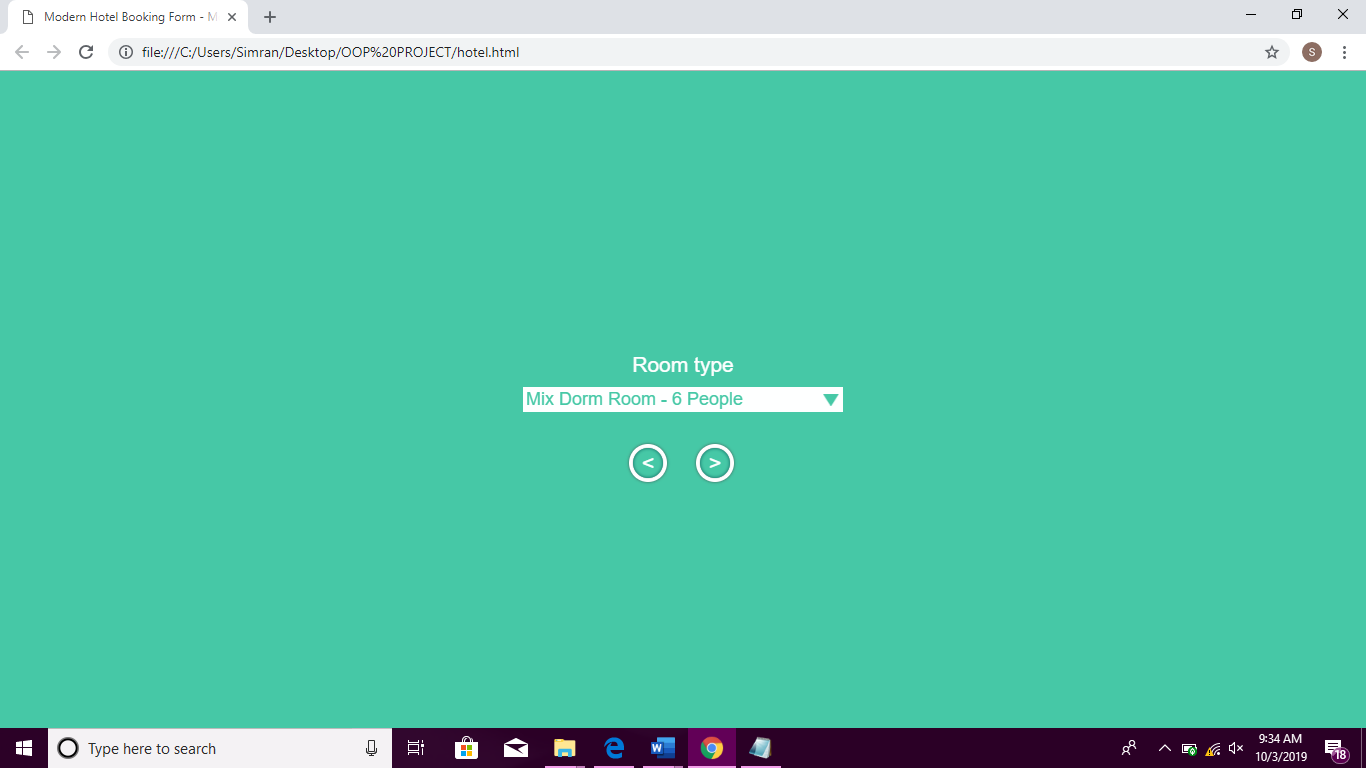 Modern Hotel Booking Form - M
file:///C:/Users/Simran/Desktop/OOP%20PROJECT/hotel.html
S
Room type
Mix Dorm Room - 6 People
< >
Type here to search
9:34 AM
10/3/2019
18